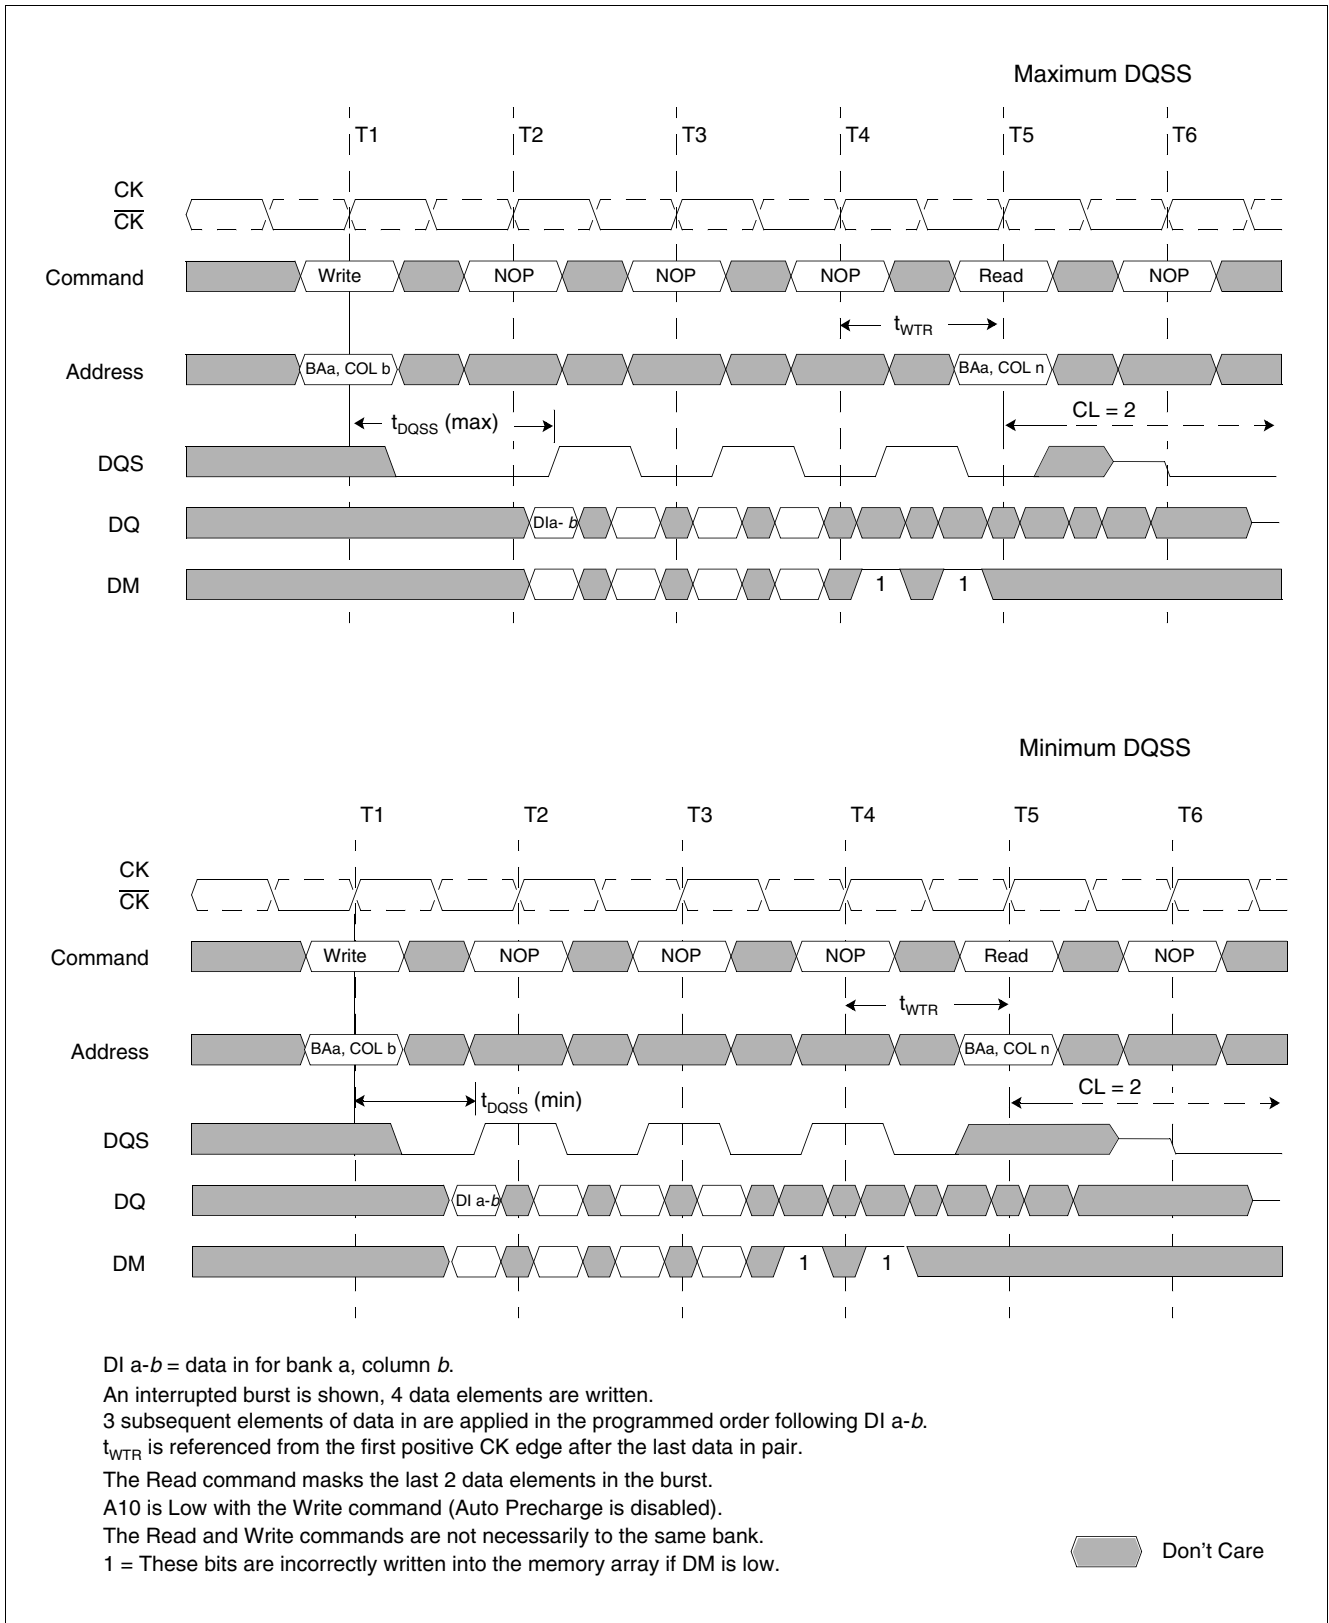 Maximum DQSS
T1 T2 T3 T4 T5 T6
CK
CK
Command Write NOP NOP NOP Read NOP
tWTR
Address BAa, COL b BAa, COL n
tDQSS (max) CL = 2
DQS
DQ DIa- b
DM 1 1
Minimum DQSS
T1 T2 T3 T4 T5 T6
CK
CK
Command Write NOP NOP NOP Read NOP
tWTR
Address BAa, COL b BAa, COL n
tDQSS (min) CL = 2
DQS
DQ DI a-b
DM 1 1
DI a-b = data in for bank a, column b.
An interrupted burst is shown, 4 data elements are written.
3 subsequent elements of data in are applied in the programmed order following DI a-b.
tWTR is referenced from the first positive CK edge after the last data in pair.
The Read command masks the last 2 data elements in the burst.
A10 is Low with the Write command (Auto Precharge is disabled).
The Read and Write commands are not necessarily to the same bank.
1 = These bits are incorrectly written into the memory array if DM is low.
Don't Care